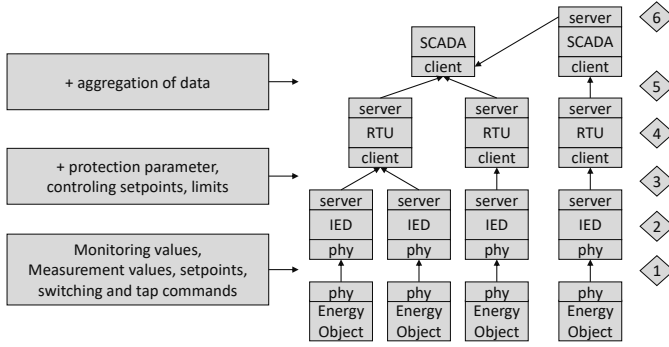 server
6
SCADA
SCADA
client
client
+ aggregation of data
5
server
server
server
RTU
RTU
RTU
4
client
client
client
+ protection parameter,
controling setpoints, limits
3
server
server
server
server
IED
IED
IED
IED
2
phy
phy
phy
phy
Monitoring values,
Measurement values, setpoints,
switching and tap commands
1
phy
phy
phy
phy
Energy
Object
Energy
Object
Energy
Object
Energy
Object